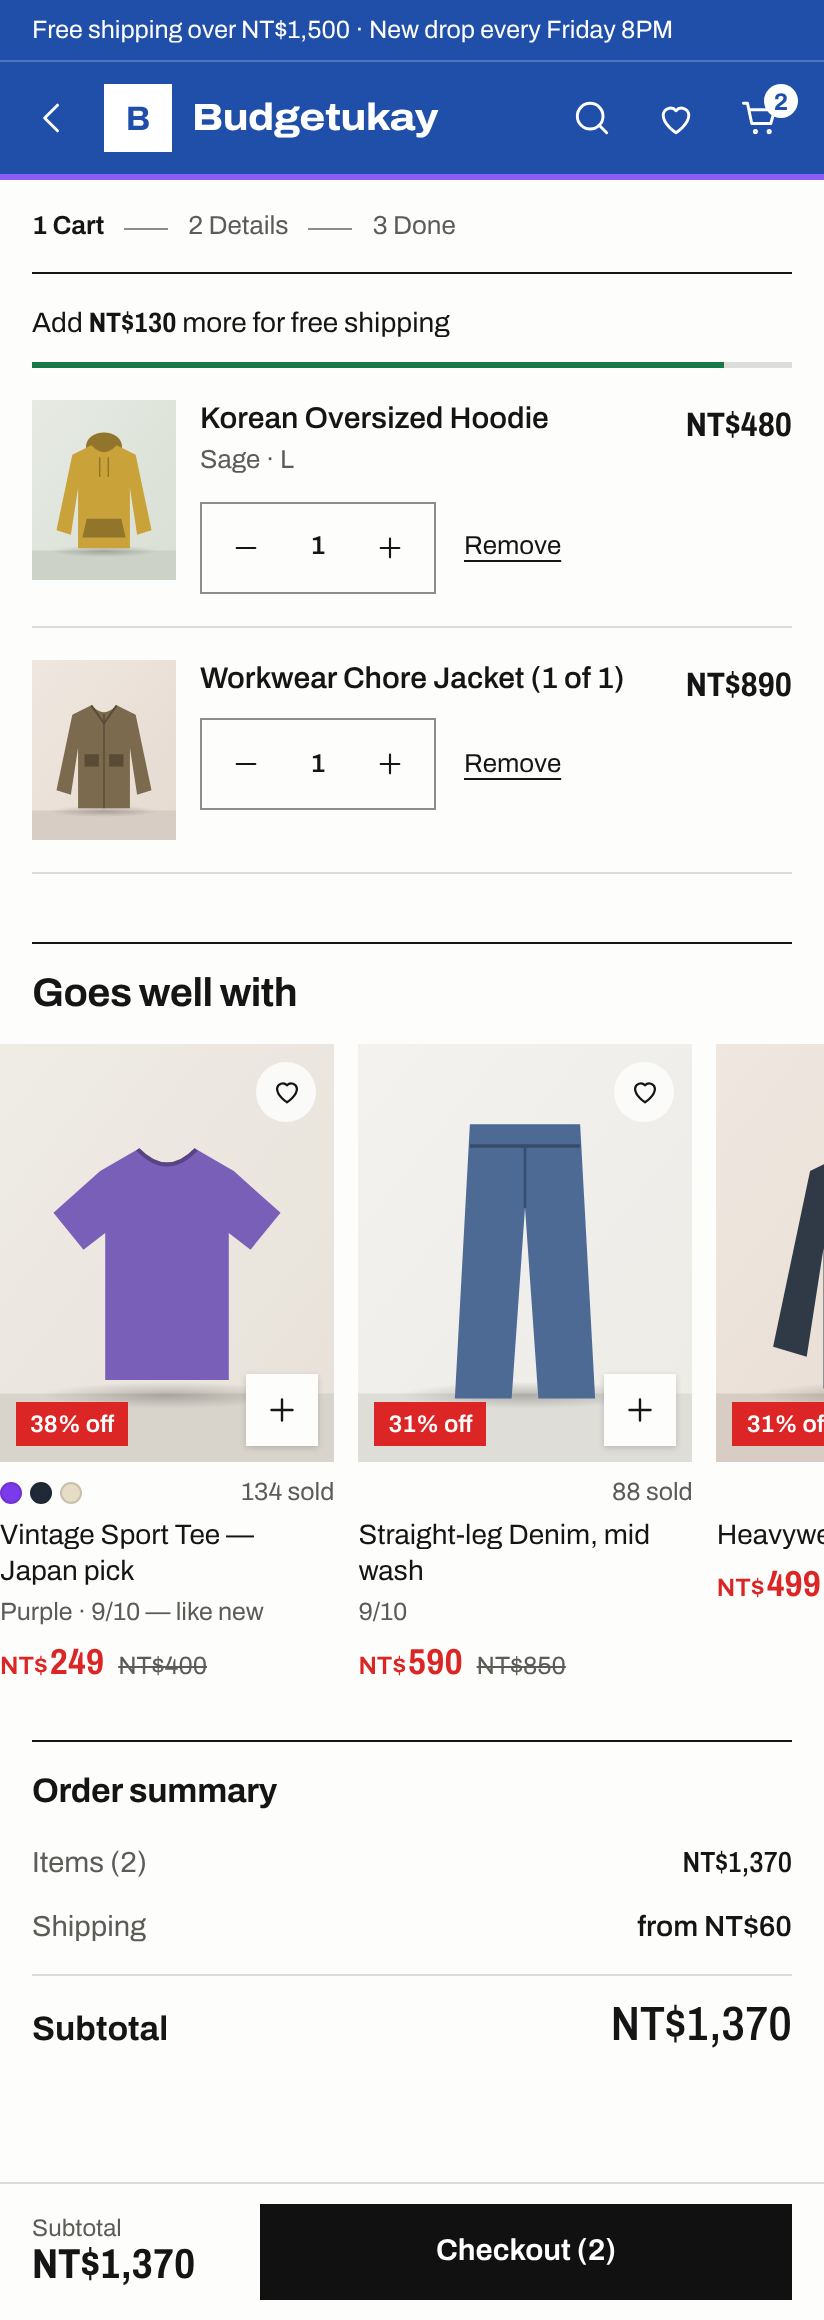 Free shipping over NT$1,500 · New drop every Friday 8PM
B Budgetukay 2
1 Cart 2 Details 3 Done
Add NT$130 more for free shipping
Korean Oversized Hoodie NT$480
Sage · L
− 1 + Remove
Workwear Chore Jacket (1 of 1) NT$890
− 1 + Remove
Goes well with
38% off + 31% off + 31% of
134 sold 88 sold
Vintage Sport Tee —
Japan pick
Purple · 9/10 — like new
NT$249 NT$400
Straight-leg Denim, mid
wash
9/10
NT$590 NT$850
Heavywe
NT$499
Order summary
Items (2) NT$1,370
Shipping from NT$60
Subtotal NT$1,370
Subtotal
NT$1,370
Checkout (2)